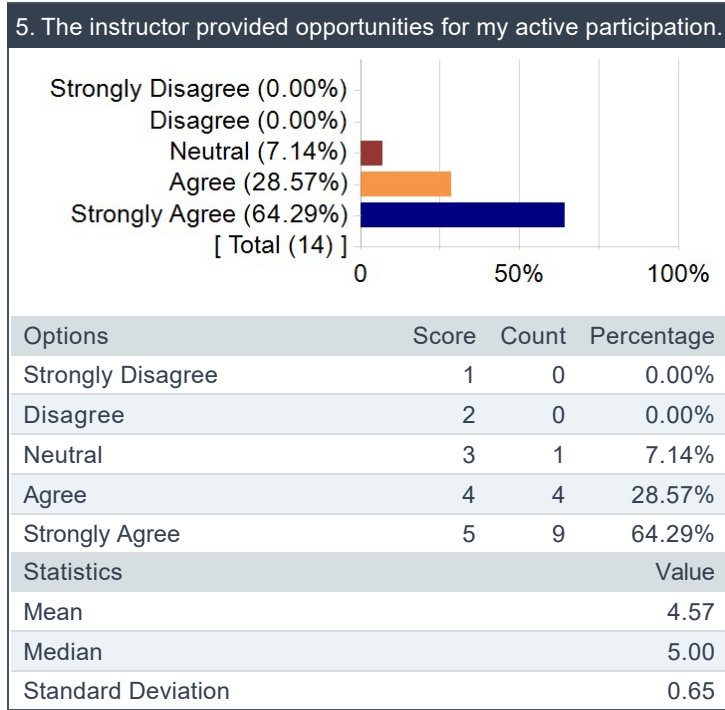 5. The instructor provided opportunities for my active participation.
Strongly Disagree (0.00%)
Disagree (0.00%)
Neutral (7.14%)
Agree (28.57%)
Strongly Agree (64.29%)
[ Total (14) ]
0 50% 100%
Options Score Count Percentage
Strongly Disagree 1 0 0.00%
Disagree 2 0 0.00%
Neutral 3 1 7.14%
Agree 4 4 28.57%
Strongly Agree 5 9 64.29%
Statistics Value
Mean 4.57
Median 5.00
Standard Deviation 0.65